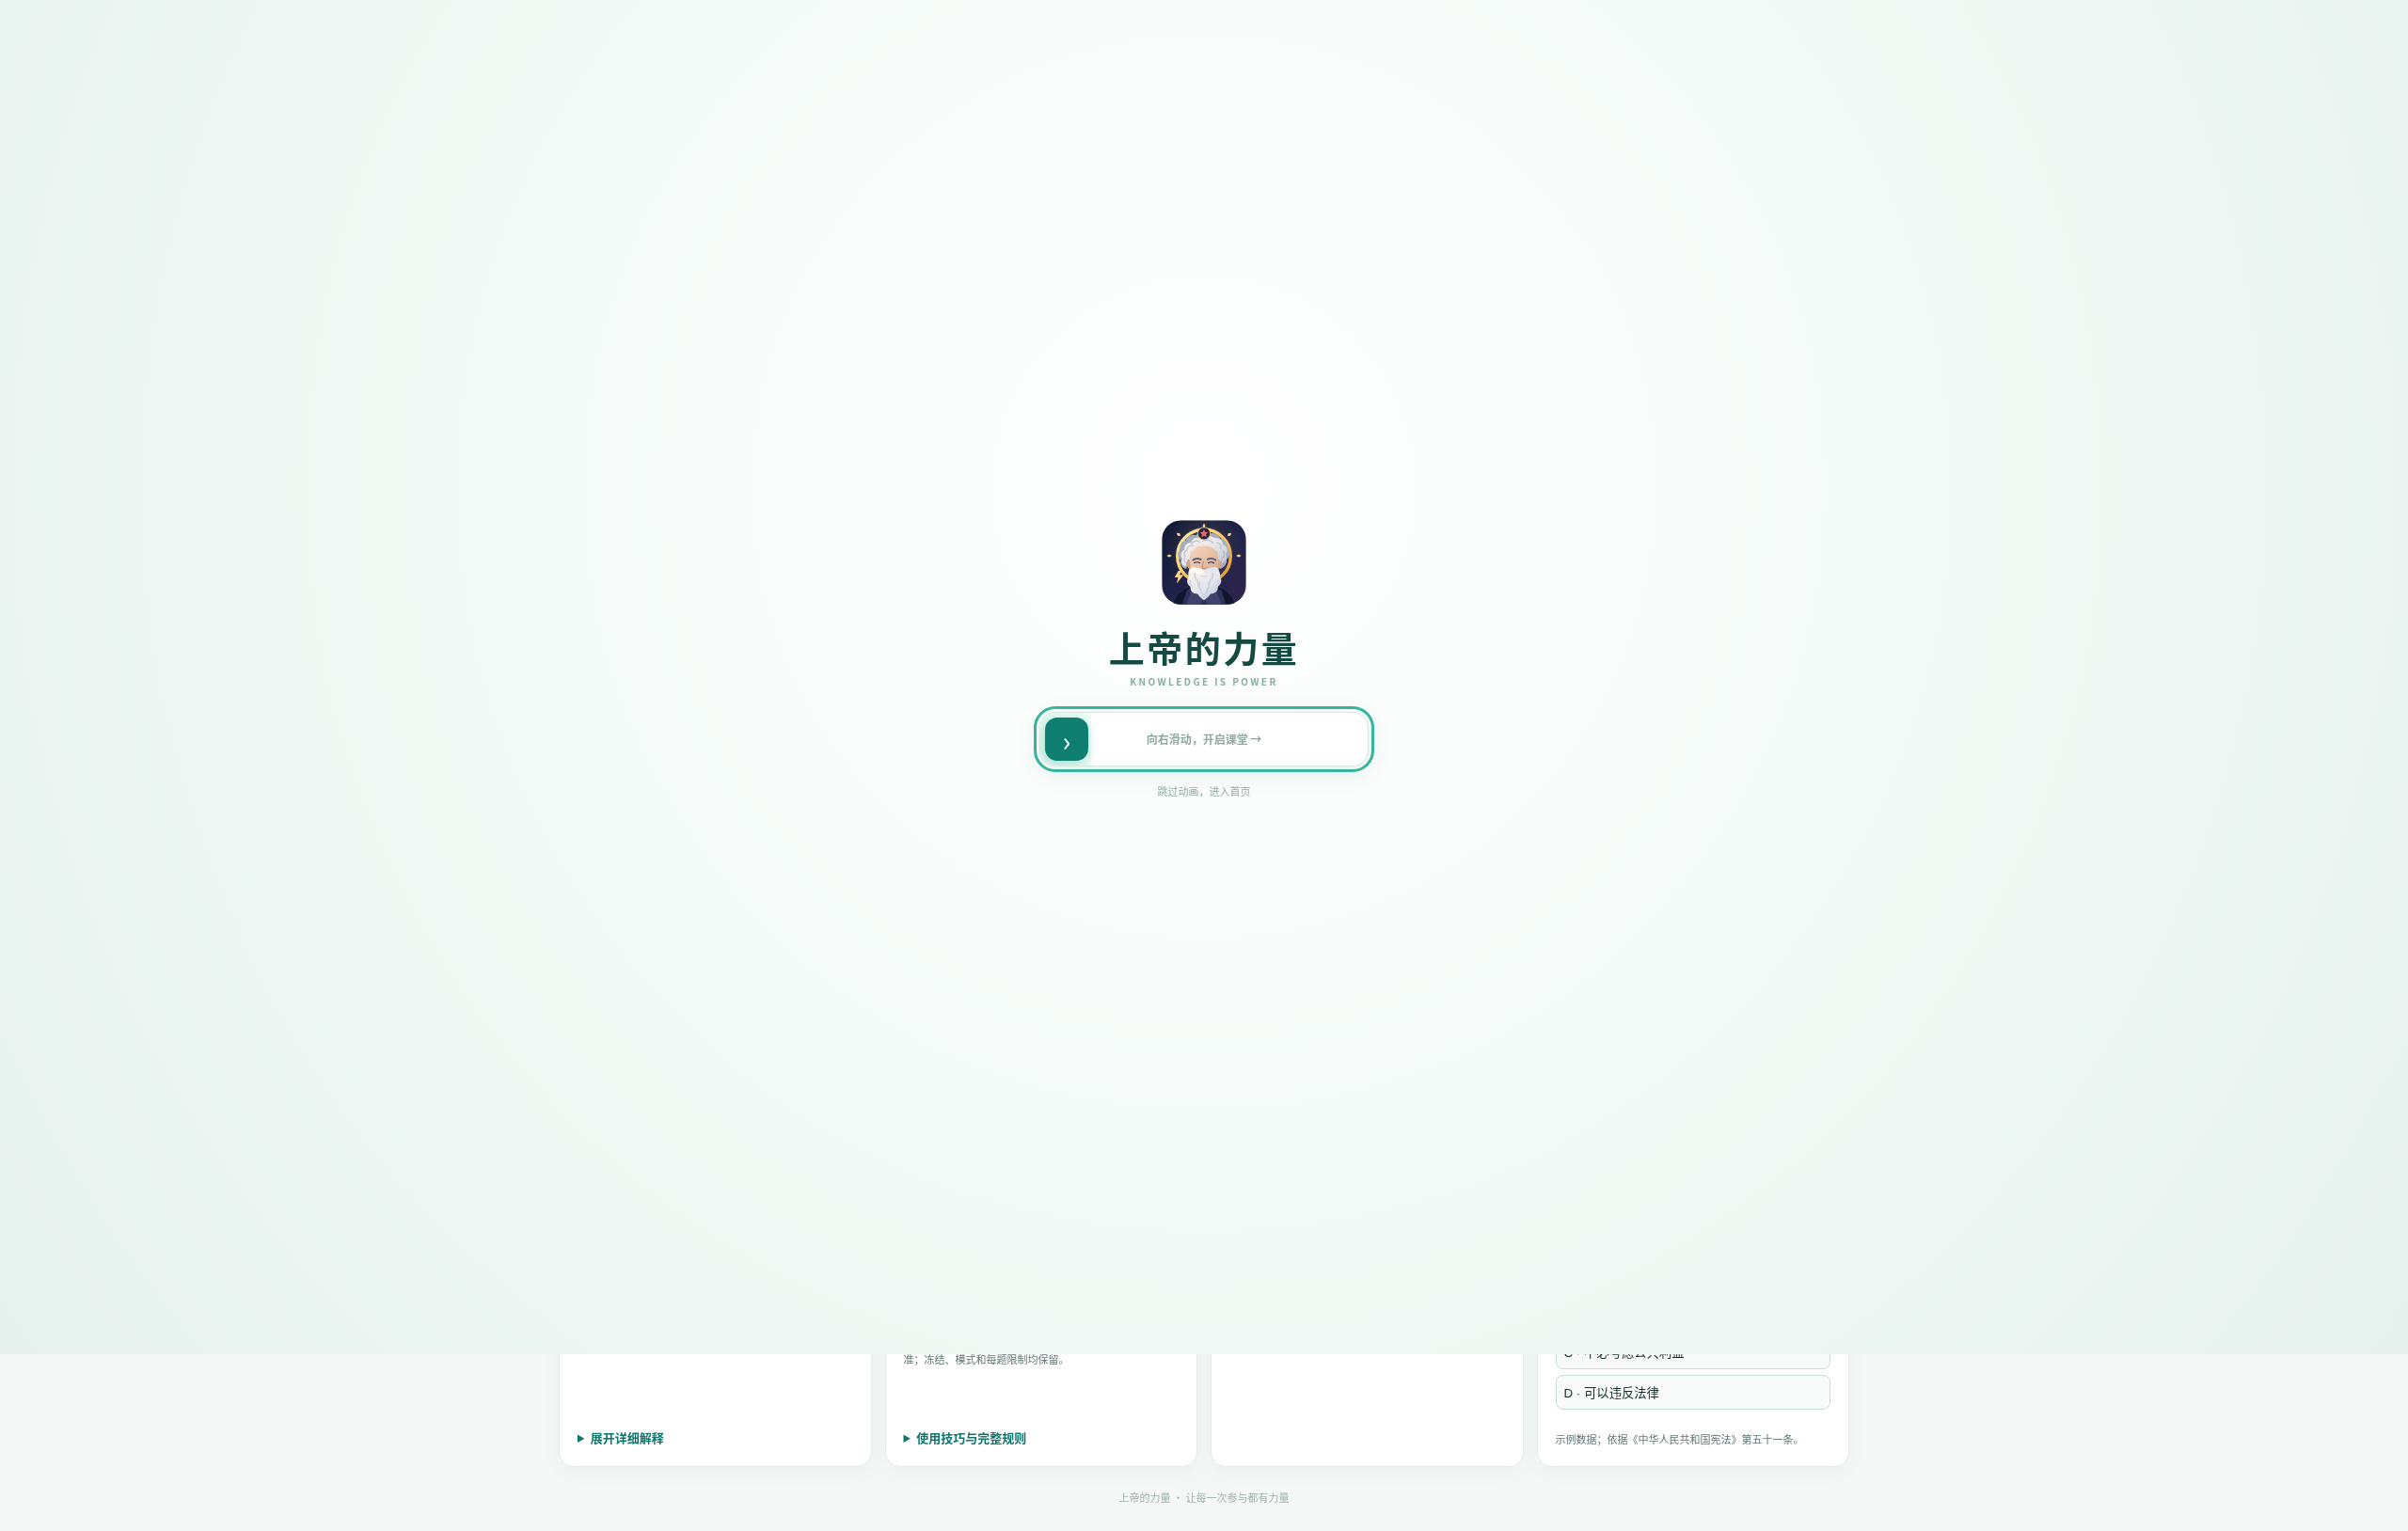 上帝的力量
KNOWLEDGE IS POWER
向右滑动，开启课堂 →
跳过动画，进入首页
准；冻结、模式和每题限制均保留。
D · 可以违反法律
▶ 展开详细解释
▶ 使用技巧与完整规则
示例数据；依据《中华人民共和国宪法》第五十一条。
上帝的力量 · 让每一次参与都有力量